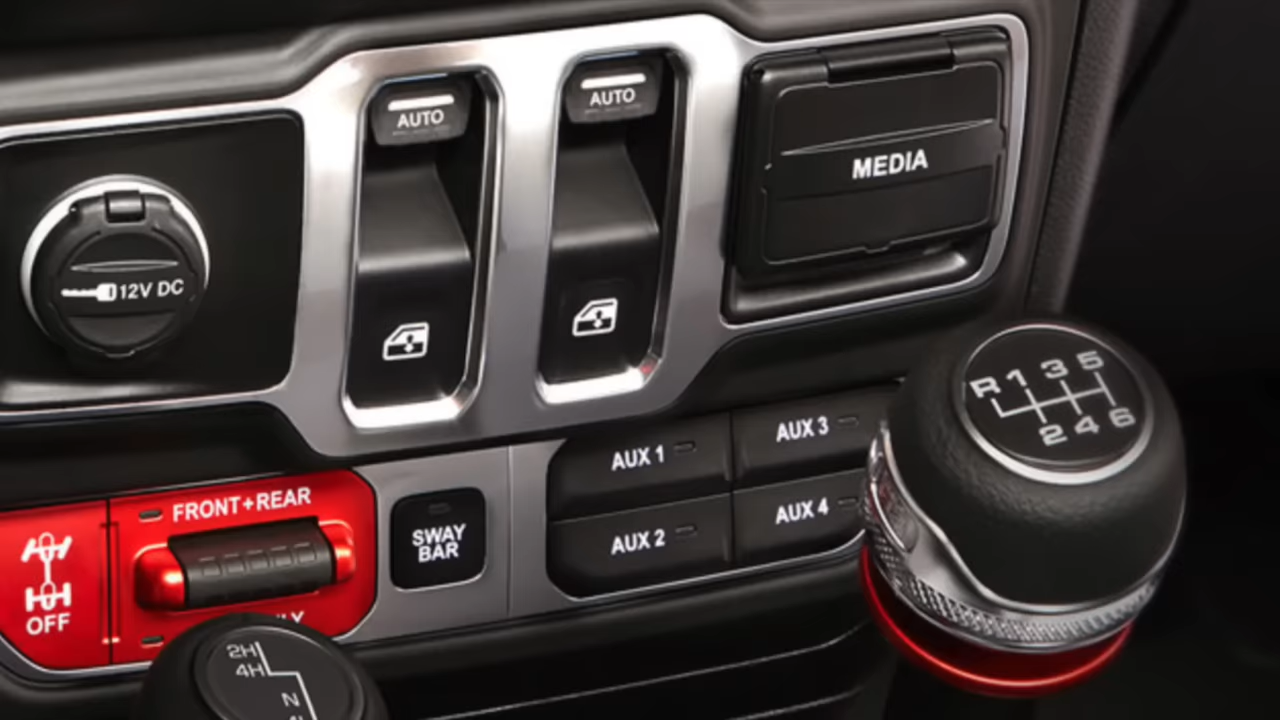 AUTO
AUTO
MEDIA
12V DC
R 1 3 5
2 4 6
AUX 1
AUX 3
AUX 2
AUX 4
FRONT+REAR
SWAY
BAR
OFF
2H
4H
N